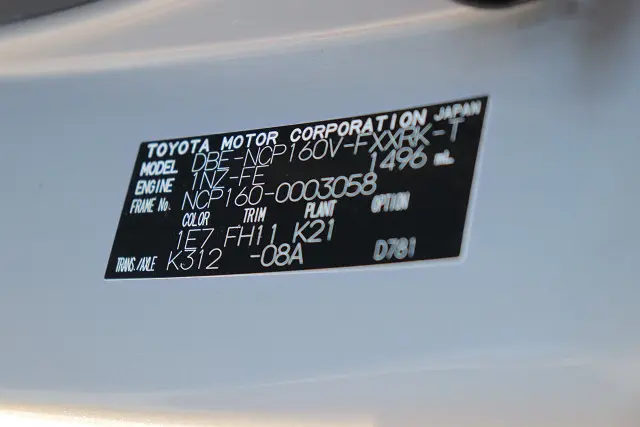 TOYOTA MOTOR CORPORATION JAPAN
MODEL DBE-NCP160V-FXXRK-T
ENGINE 1NZ-FE 1496 mL
FRAME No. NCP160-0003058
COLOR TRIM PLANT OPTION
1E7 FH11 K21
TRANS./AXLE K312 -08A D781